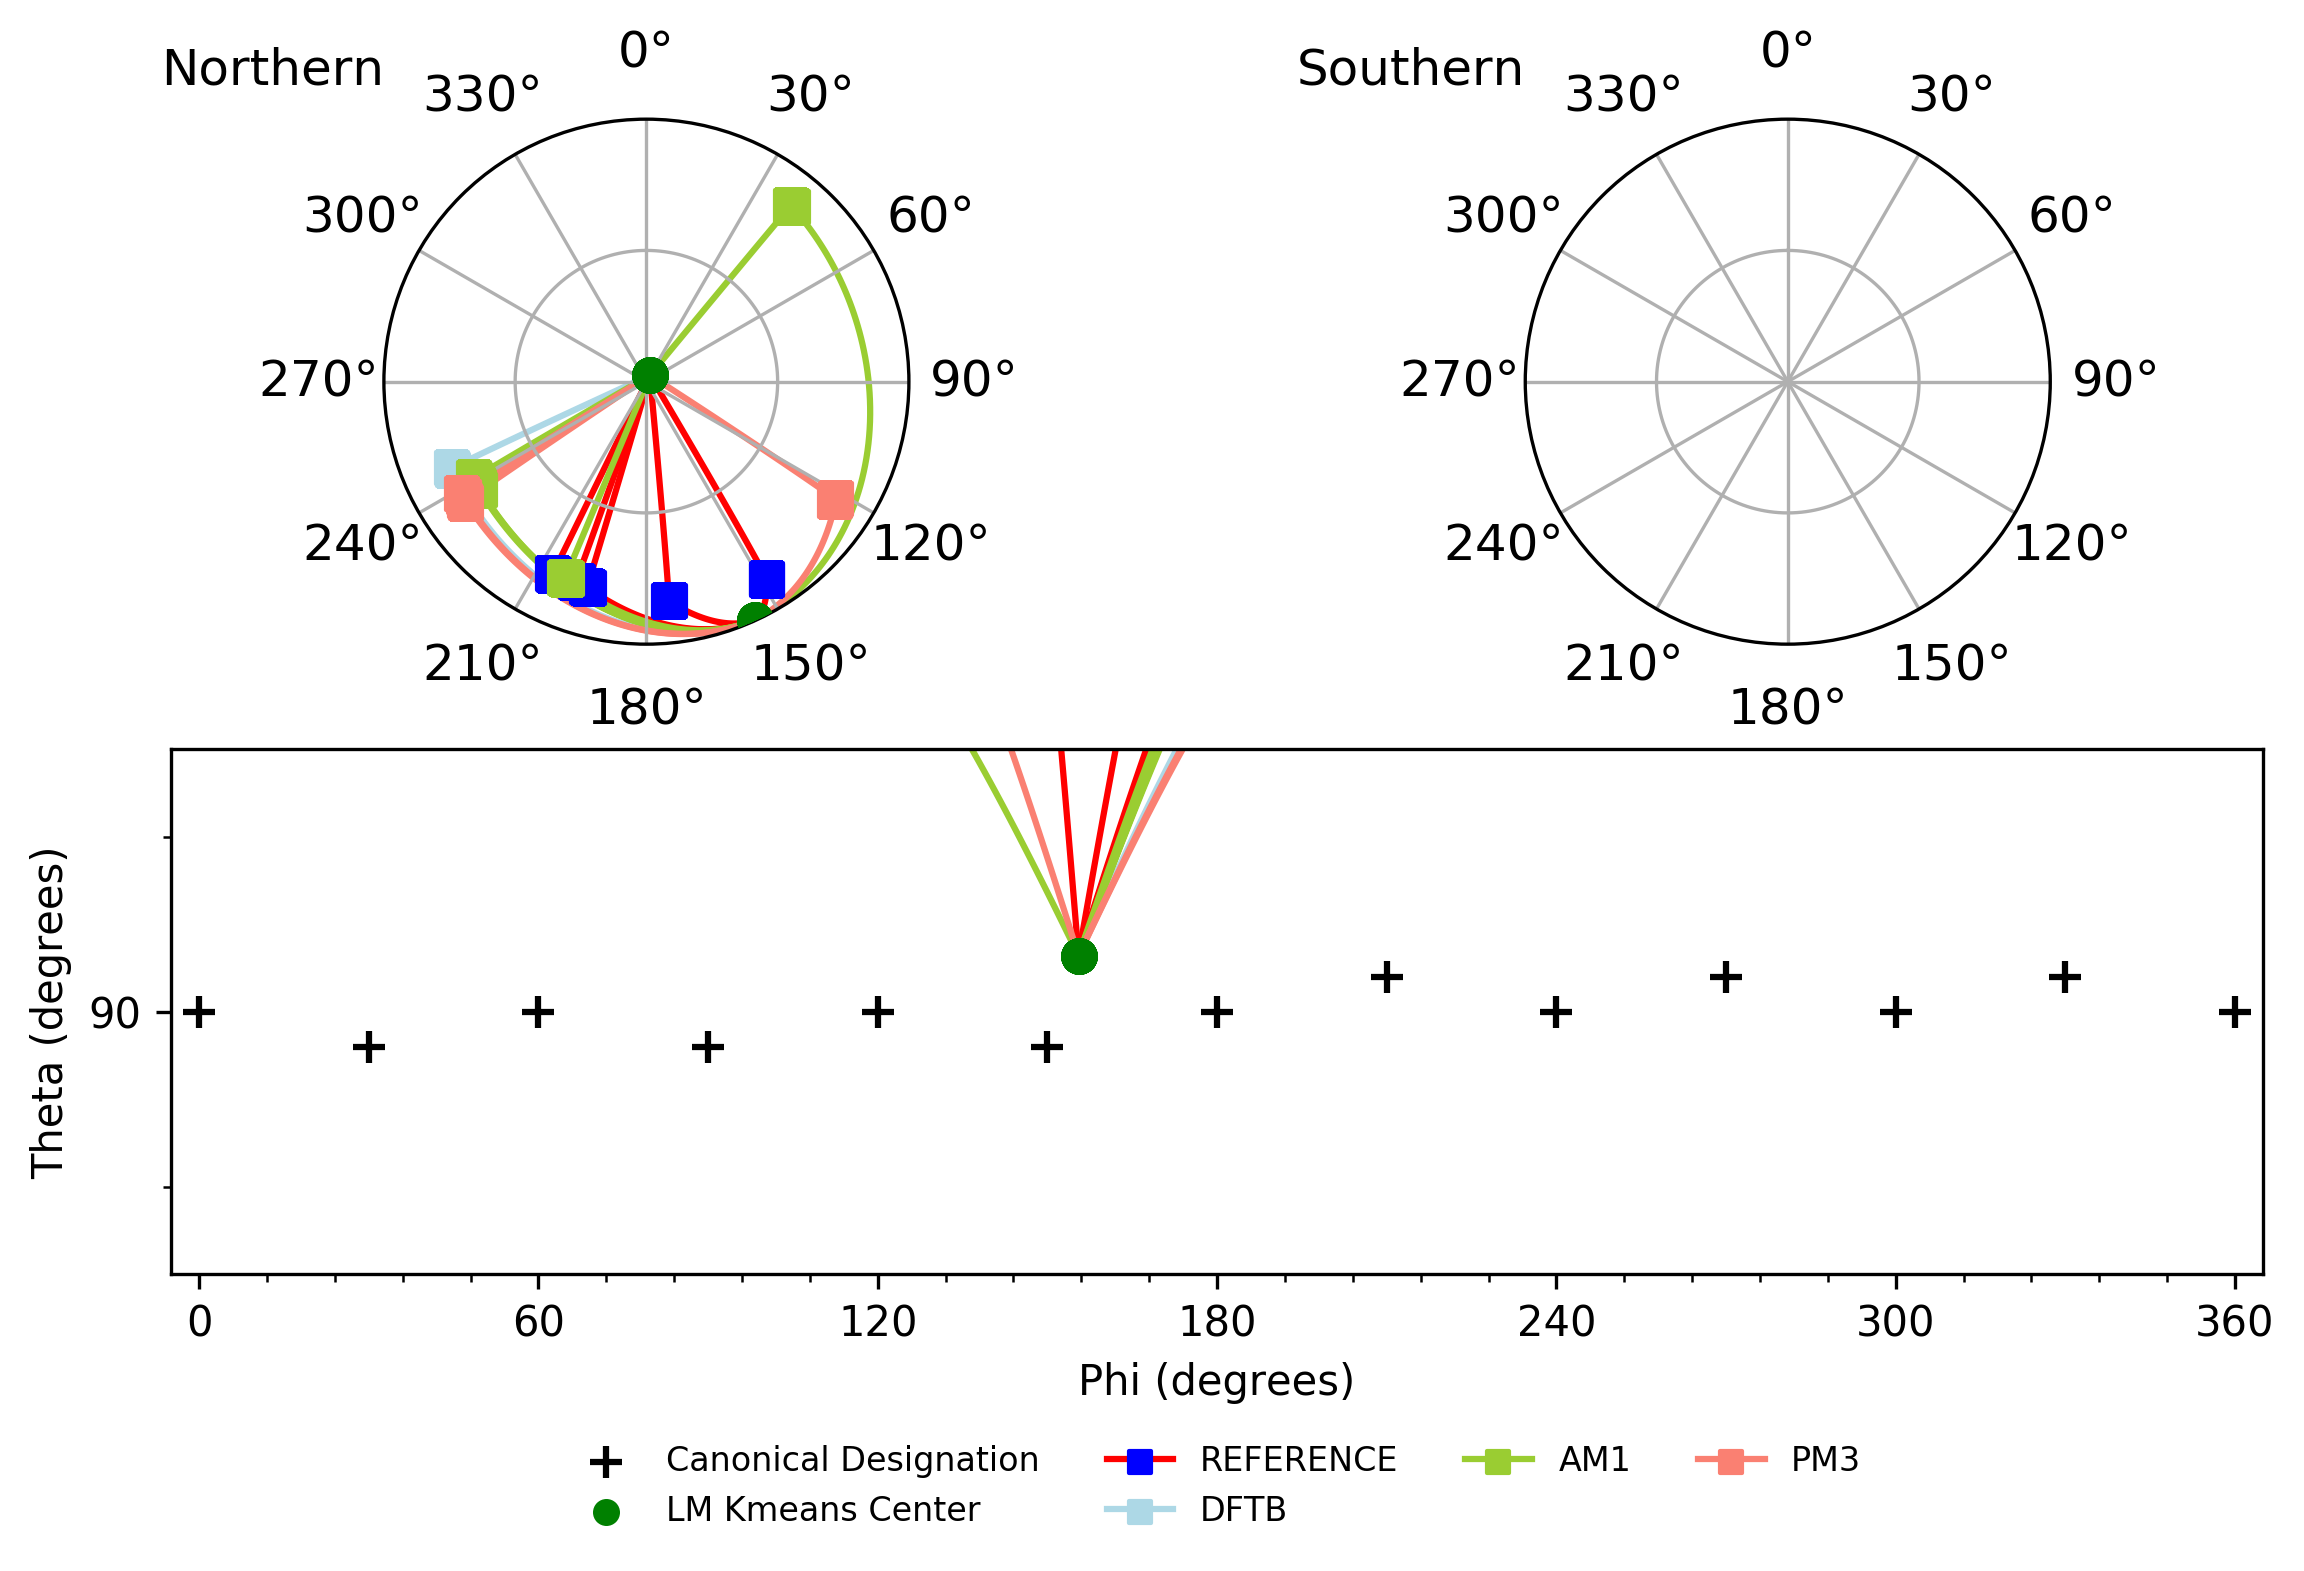 Northern
0°
30°
60°
90°
120°
150°
180°
210°
240°
270°
300°
330°
Southern
0°
30°
60°
90°
120°
150°
180°
210°
240°
270°
300°
330°
Theta (degrees)
90
0 60 120 180 240 300 360
Phi (degrees)
Canonical Designation
LM Kmeans Center
REFERENCE
DFTB
AM1
PM3